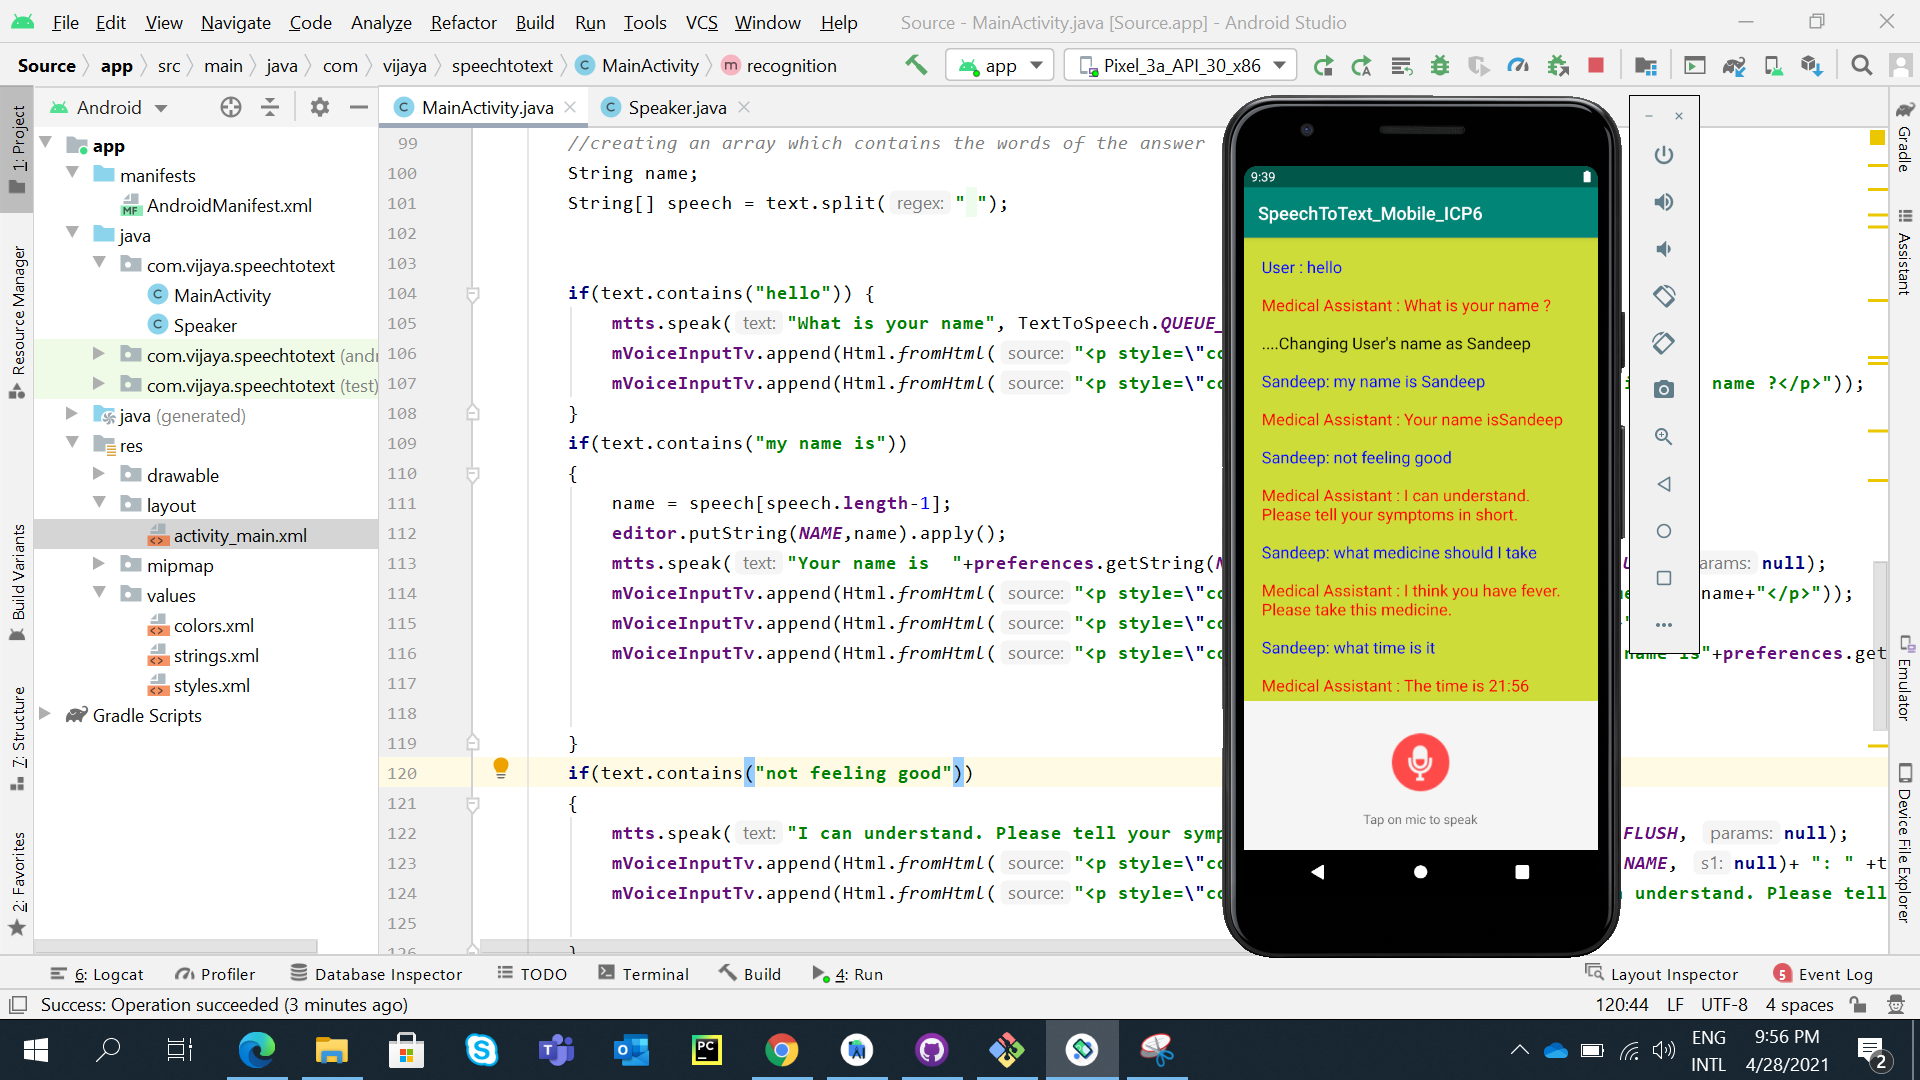 File Edit View Navigate Code Analyze Refactor Build Run Tools VCS Window Help Source - MainActivity.java [Source.app] - Android Studio
Source app src main java com vijaya speechtotext MainActivity recognition app Pixel_3a_API_30_x86
Android MainActivity.java Speaker.java
1: Project
Resource Manager
Build Variants
7: Structure
2: Favorites
app
manifests
AndroidManifest.xml
java
com.vijaya.speechtotext
MainActivity
Speaker
com.vijaya.speechtotext (andr
com.vijaya.speechtotext (test)
java (generated)
res
drawable
layout
activity_main.xml
mipmap
values
colors.xml
strings.xml
styles.xml
Gradle Scripts
99 //creating an array which contains the words of the answer
100 String name;
101 String[] speech = text.split( regex: " ");
102
103
104 if(text.contains("hello")) {
105 mtts.speak( text: "What is your name", TextToSpeech.QUEUE_
106 mVoiceInputTv.append(Html.fromHtml( source: "<p style=\"co
107 mVoiceInputTv.append(Html.fromHtml( source: "<p style=\"co name ?</p>"));
108 }
109 if(text.contains("my name is"))
110 {
111 name = speech[speech.length-1];
112 editor.putString(NAME,name).apply();
113 mtts.speak( text: "Your name is  "+preferences.getString(N params: null);
114 mVoiceInputTv.append(Html.fromHtml( source: "<p style=\"co name+"</p>"));
115 mVoiceInputTv.append(Html.fromHtml( source: "<p style=\"co
116 mVoiceInputTv.append(Html.fromHtml( source: "<p style=\"co name is"+preferences.get
117
118
119 }
120 if(text.contains("not feeling good"))
121 {
122 mtts.speak( text: "I can understand. Please tell your symp FLUSH, params: null);
123 mVoiceInputTv.append(Html.fromHtml( source: "<p style=\"co NAME, s1: null)+ ": " +t
124 mVoiceInputTv.append(Html.fromHtml( source: "<p style=\"co understand. Please tell
125
126 }
9:39
SpeechToText_Mobile_ICP6
User : hello
Medical Assistant : What is your name ?
....Changing User's name as Sandeep
Sandeep: my name is Sandeep
Medical Assistant : Your name isSandeep
Sandeep: not feeling good
Medical Assistant : I can understand.
Please tell your symptoms in short.
Sandeep: what medicine should I take
Medical Assistant : I think you have fever.
Please take this medicine.
Sandeep: what time is it
Medical Assistant : The time is 21:56
Tap on mic to speak
Gradle
Assistant
Emulator
Device File Explorer
6: Logcat Profiler Database Inspector TODO Terminal Build 4: Run Layout Inspector 5 Event Log
Success: Operation succeeded (3 minutes ago) 120:44 LF UTF-8 4 spaces
ENG 9:56 PM
INTL 4/28/2021 2